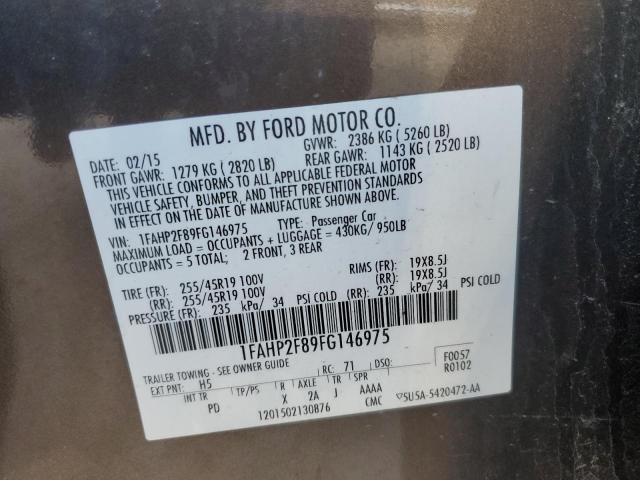 MFD. BY FORD MOTOR CO.
DATE: 02/15 GVWR: 2386 KG ( 5260 LB)
FRONT GAWR: 1279 KG ( 2820 LB) REAR GAWR: 1143 KG ( 2520 LB)
THIS VEHICLE CONFORMS TO ALL APPLICABLE FEDERAL MOTOR
VEHICLE SAFETY, BUMPER, AND THEFT PREVENTION STANDARDS
IN EFFECT ON THE DATE OF MANUFACTURE SHOWN ABOVE.
VIN: 1FAHP2F89FG146975 TYPE: Passenger Car
MAXIMUM LOAD = OCCUPANTS + LUGGAGE = 430KG/ 950LB
OCCUPANTS = 5 TOTAL; 2 FRONT, 3 REAR
TIRE (FR): 255/45R19 100V RIMS (FR): 19X8.5J
(RR): 255/45R19 100V (RR): 19X8.5J
PRESSURE (FR): 235 kPa/ 34 PSI COLD (RR): 235 kPa/ 34 PSI COLD
1FAHP2F89FG146975
TRAILER TOWING - SEE OWNER GUIDE RC: 71 DSO: F0057
EXT PNT: H5 R0102
INT TR TP/PS R AXLE TR SPR
PD X 2A J AAAA
1201502130876 CMC ▽5U5A-5420472-AA